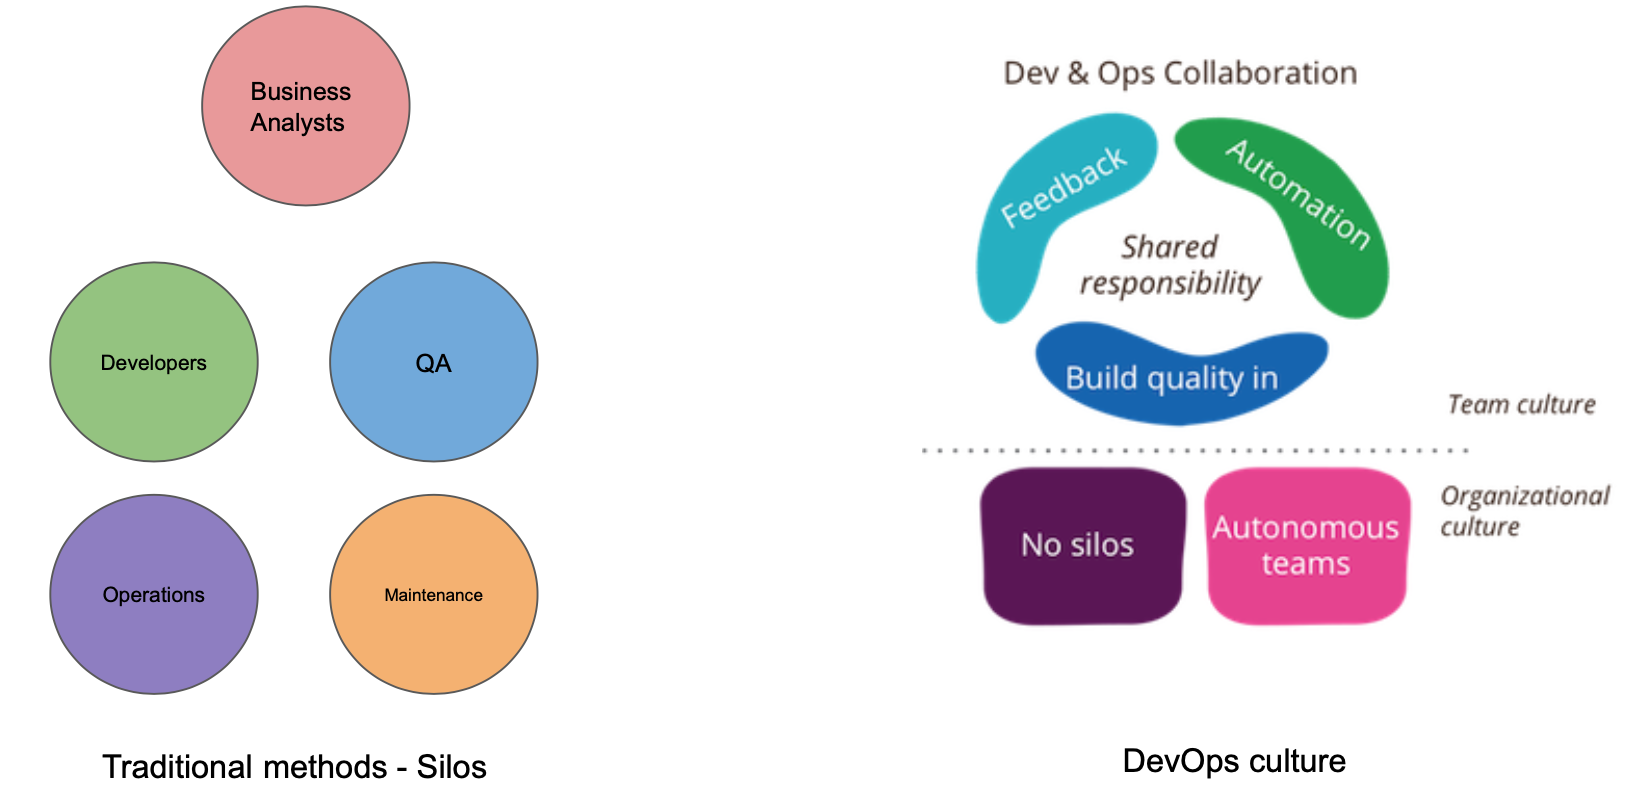 Business
Analysts
Developers
QA
Operations
Maintenance
Traditional methods - Silos
Dev & Ops Collaboration
Feedback
Automation
Shared
responsibility
Build quality in
Team culture
No silos
Autonomous
teams
Organizational
culture
DevOps culture